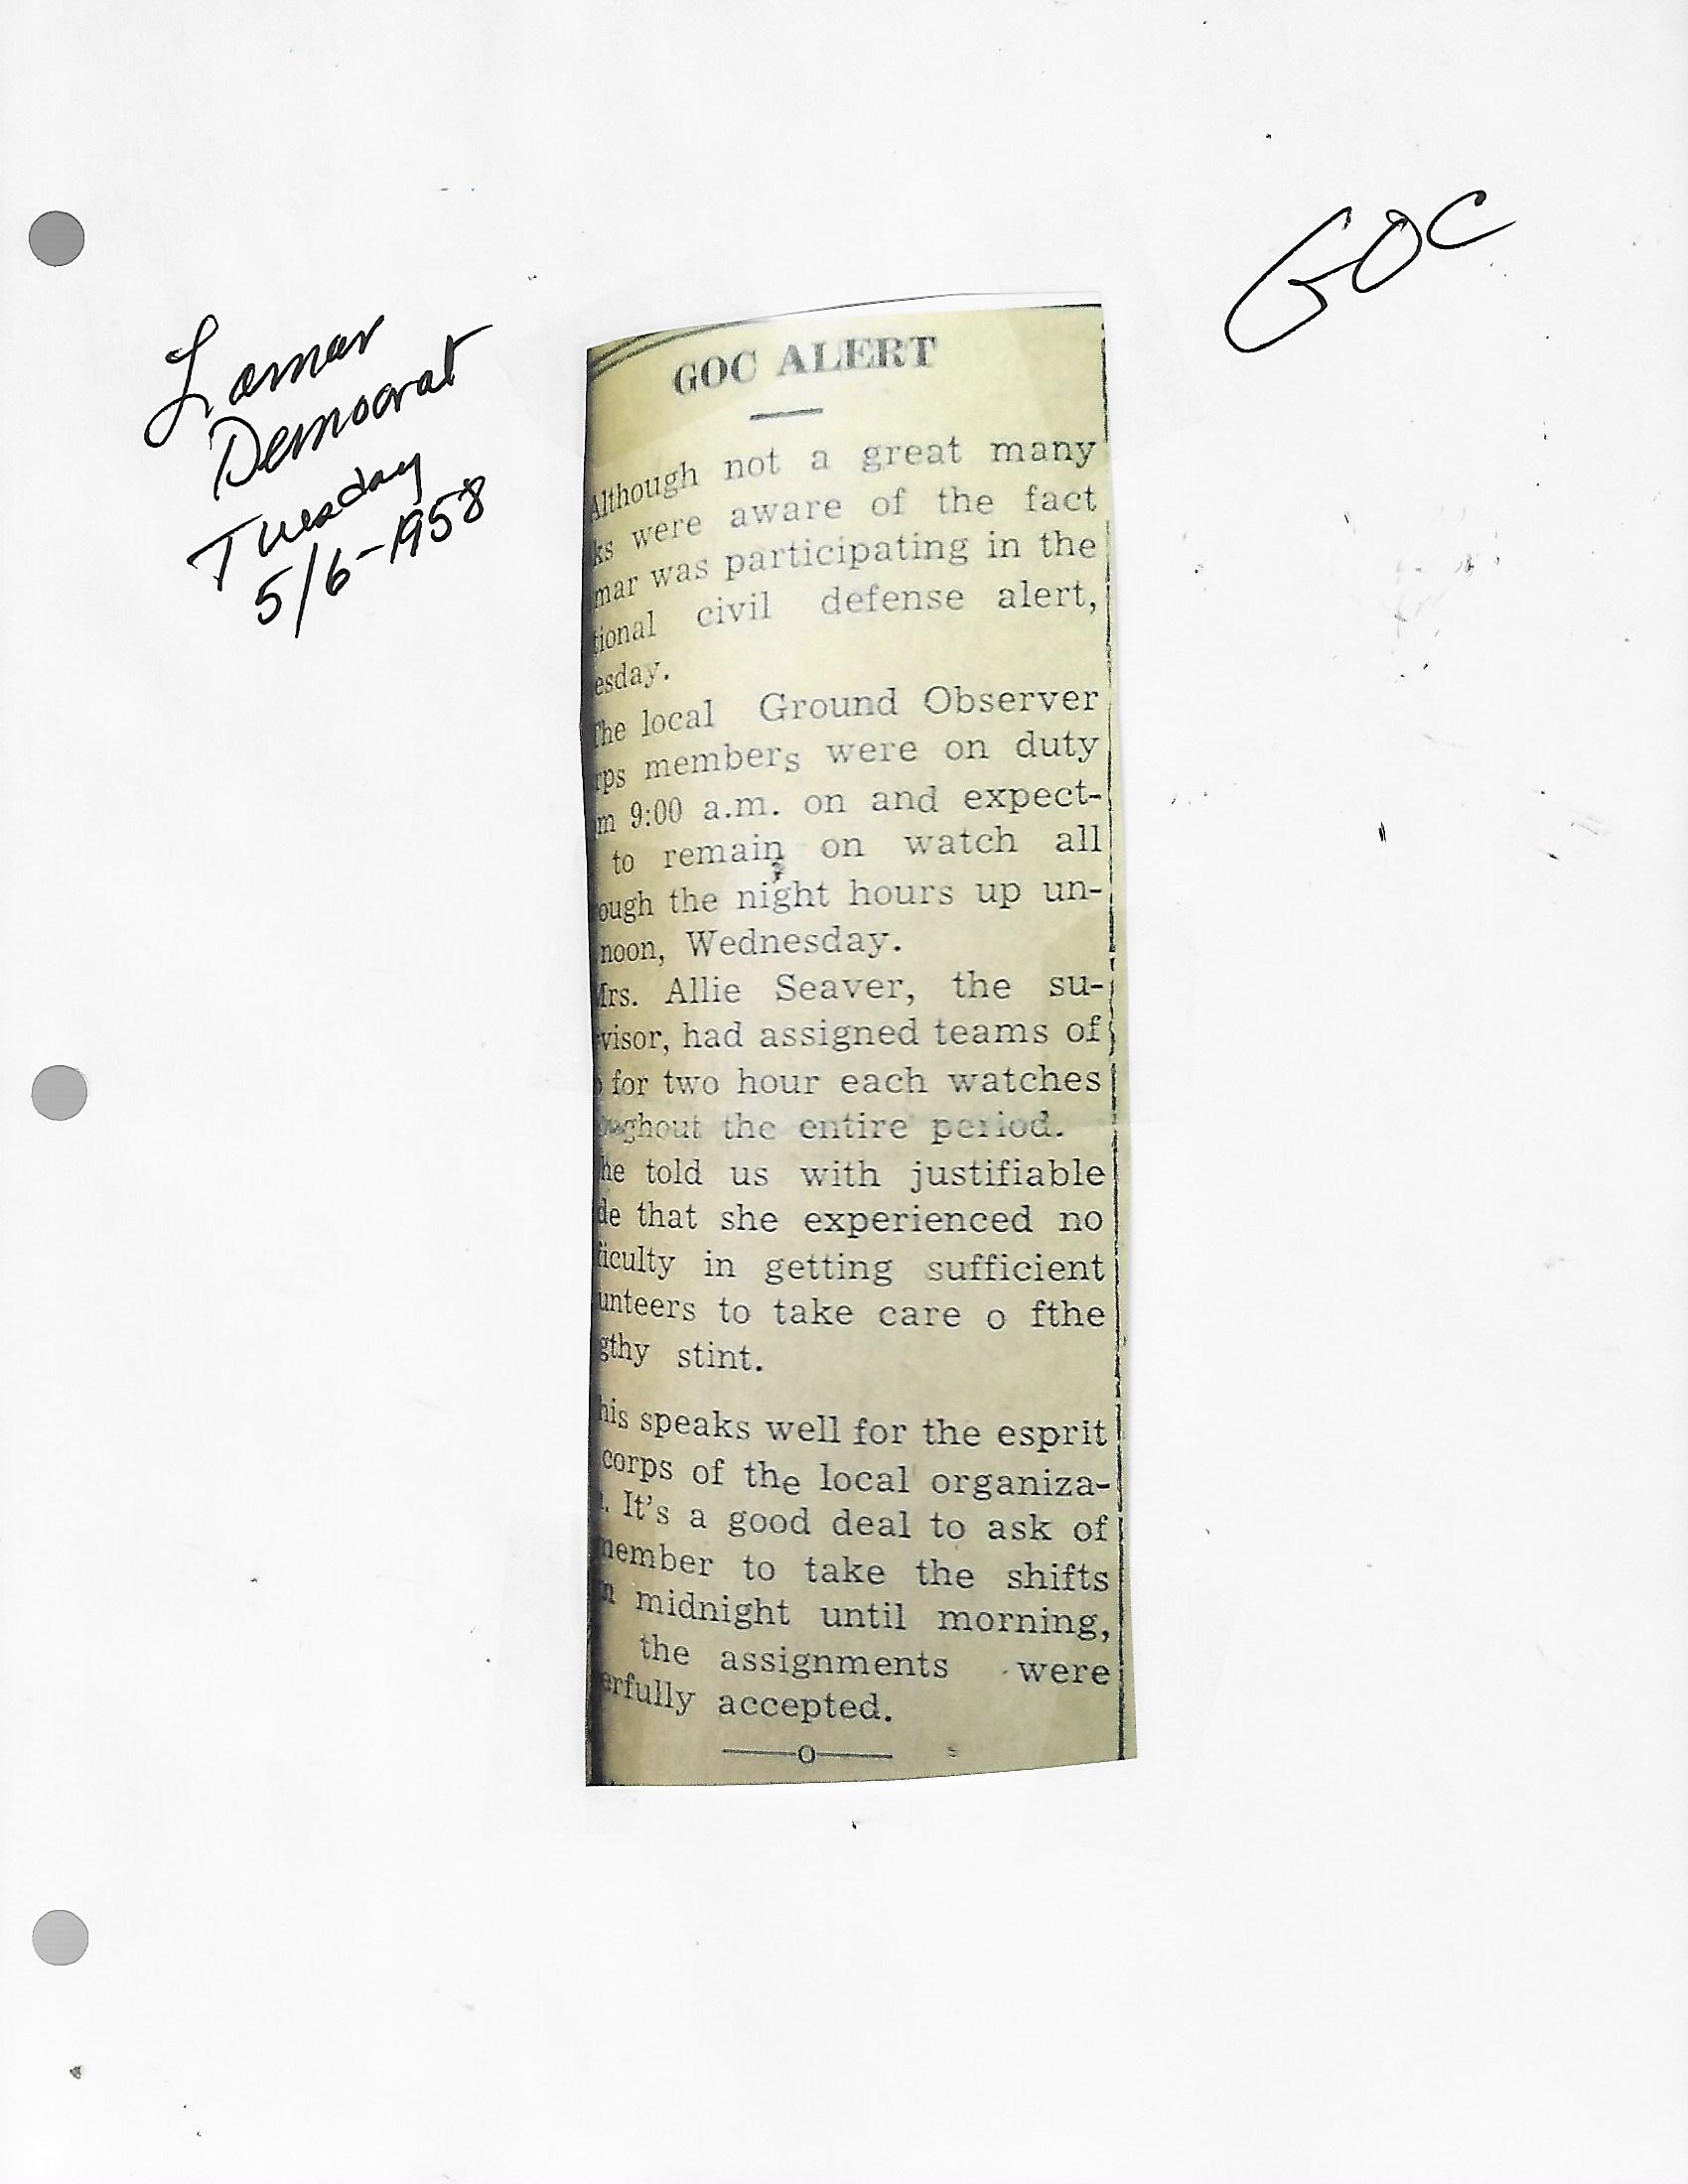 GOC
Lamar
Democrat
Tuesday
5/6-1958
GOC ALERT
Although not a great many
ks were aware of the fact
mar was participating in the
tional civil defense alert,
esday.
The local Ground Observer
rps members were on duty
m 9:00 a.m. on and expect-
to remain on watch all
ough the night hours up un-
noon, Wednesday.
Mrs. Allie Seaver, the su-
visor, had assigned teams of
for two hour each watches
oughout the entire period.
he told us with justifiable
de that she experienced no
ficulty in getting sufficient
unteers to take care o fthe
gthy stint.
his speaks well for the esprit
corps of the local organiza-
. It's a good deal to ask of
member to take the shifts
m midnight until morning,
the assignments were
erfully accepted.
O